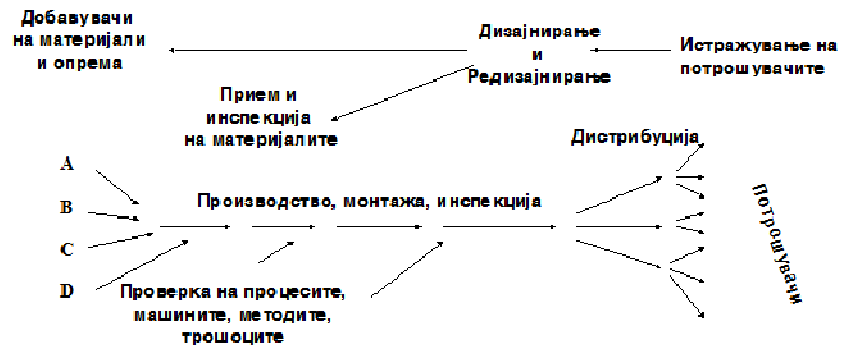 Добавувачи
на материјали
и опрема
Дизајнирање
и
Редизајнирање
Истражување на
потрошувачите
Прием и
инспекција
на материјалите
Дистрибуција
A
B
C
D
Производство, монтажа, инспекција
Потрошувачи
Проверка на процесите,
машините, методите,
трошоците